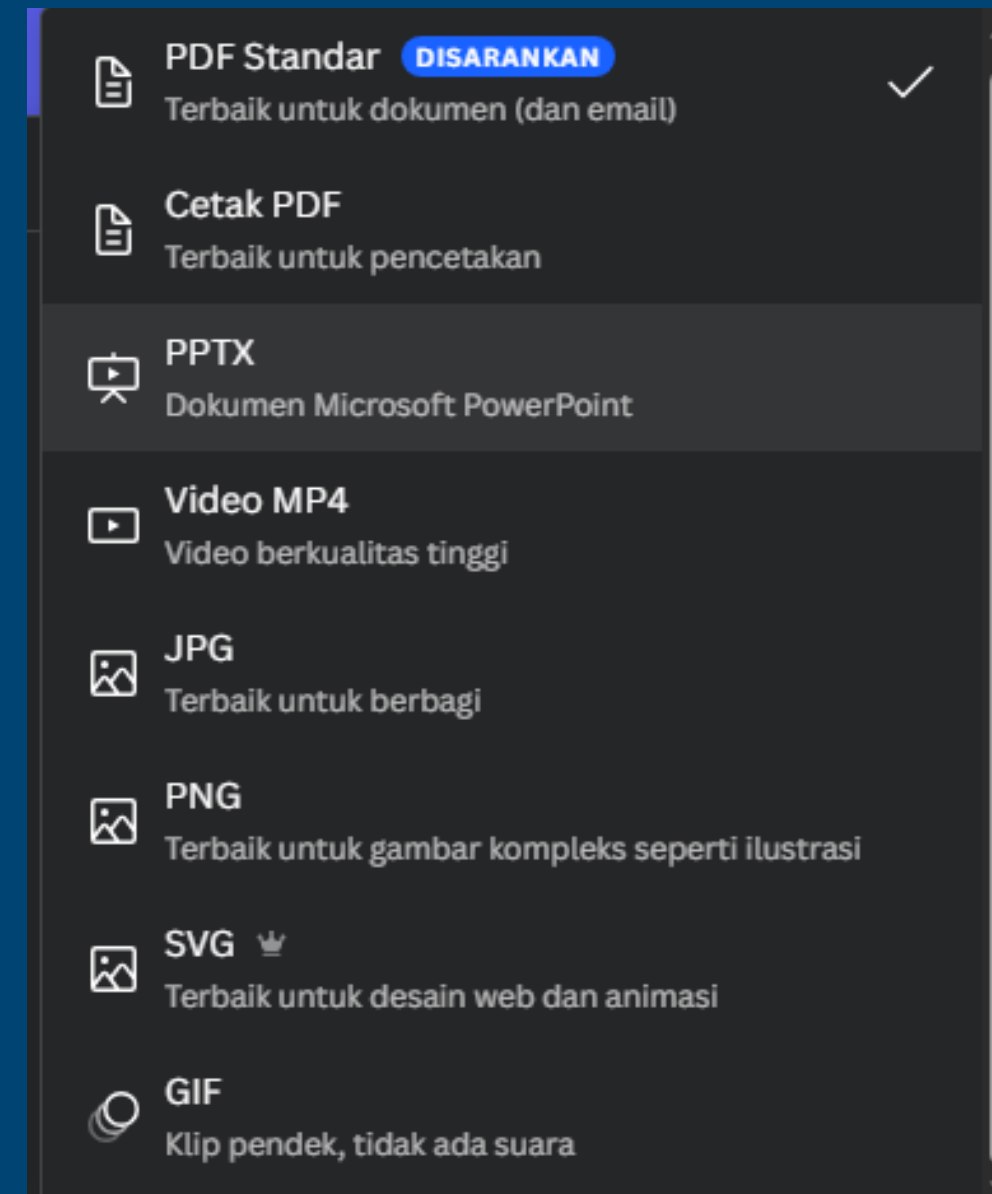 PDF Standar DISARANKAN
Terbaik untuk dokumen (dan email)
Cetak PDF
Terbaik untuk pencetakan
PPTX
Dokumen Microsoft PowerPoint
Video MP4
Video berkualitas tinggi
JPG
Terbaik untuk berbagi
PNG
Terbaik untuk gambar kompleks seperti ilustrasi
SVG
Terbaik untuk desain web dan animasi
GIF
Klip pendek, tidak ada suara